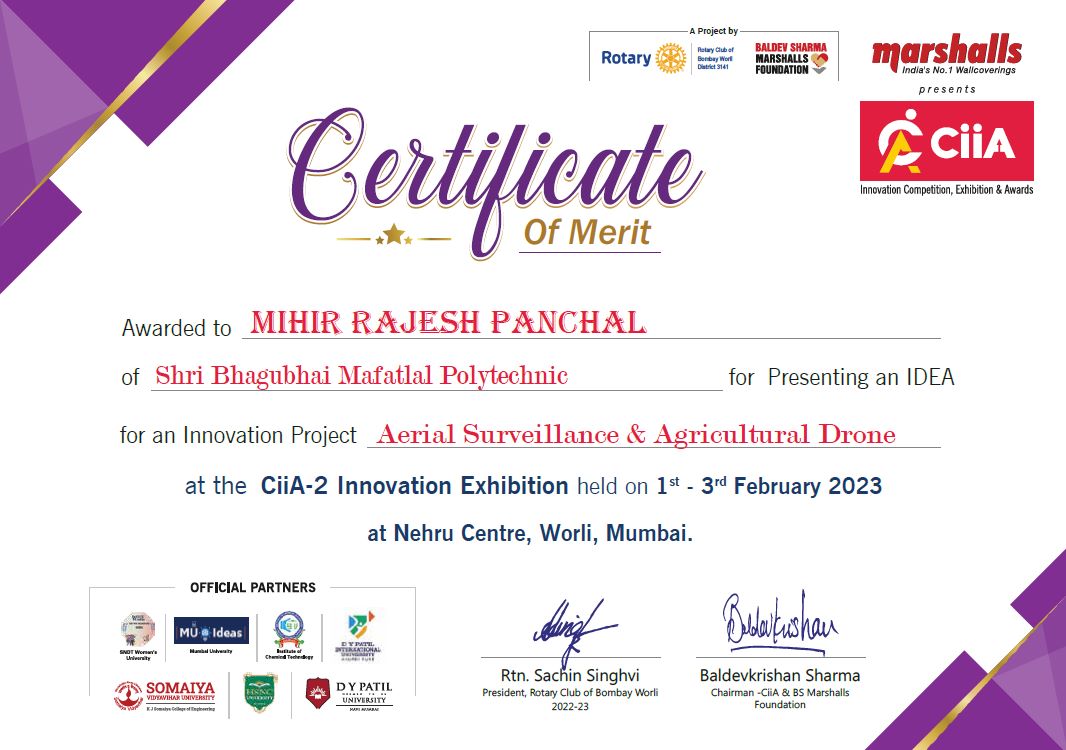 A Project by
Rotary
Rotary Club of
Bombay Worli
District 3141
BALDEV SHARMA
MARSHALLS
FOUNDATION
marshalls
India's No.1 Wallcoverings
presents
CiiA
Innovation Competition, Exhibition & Awards
Certificate
Of Merit
Awarded to MIHIR RAJESH PANCHAL
of Shri Bhagubhai Mafatlal Polytechnic for Presenting an IDEA
for an Innovation Project Aerial Surveillance & Agricultural Drone
at the CiiA-2 Innovation Exhibition held on 1st - 3rd February 2023
at Nehru Centre, Worli, Mumbai.
OFFICIAL PARTNERS
SNDT Women's
University
MU Ideas
Mumbai University
Institute of
Chemical Technology
D Y PATIL
INTERNATIONAL
UNIVERSITY
SOMAIYA
VIDYAVIHAR UNIVERSITY
K J Somaiya College of Engineering
HSNC
UNIVERSITY
D Y PATIL
UNIVERSITY
NAVI MUMBAI
Baldevkrishan
Rtn. Sachin Singhvi
President, Rotary Club of Bombay Worli
2022-23
Baldevkrishan Sharma
Chairman -CiiA & BS Marshalls
Foundation